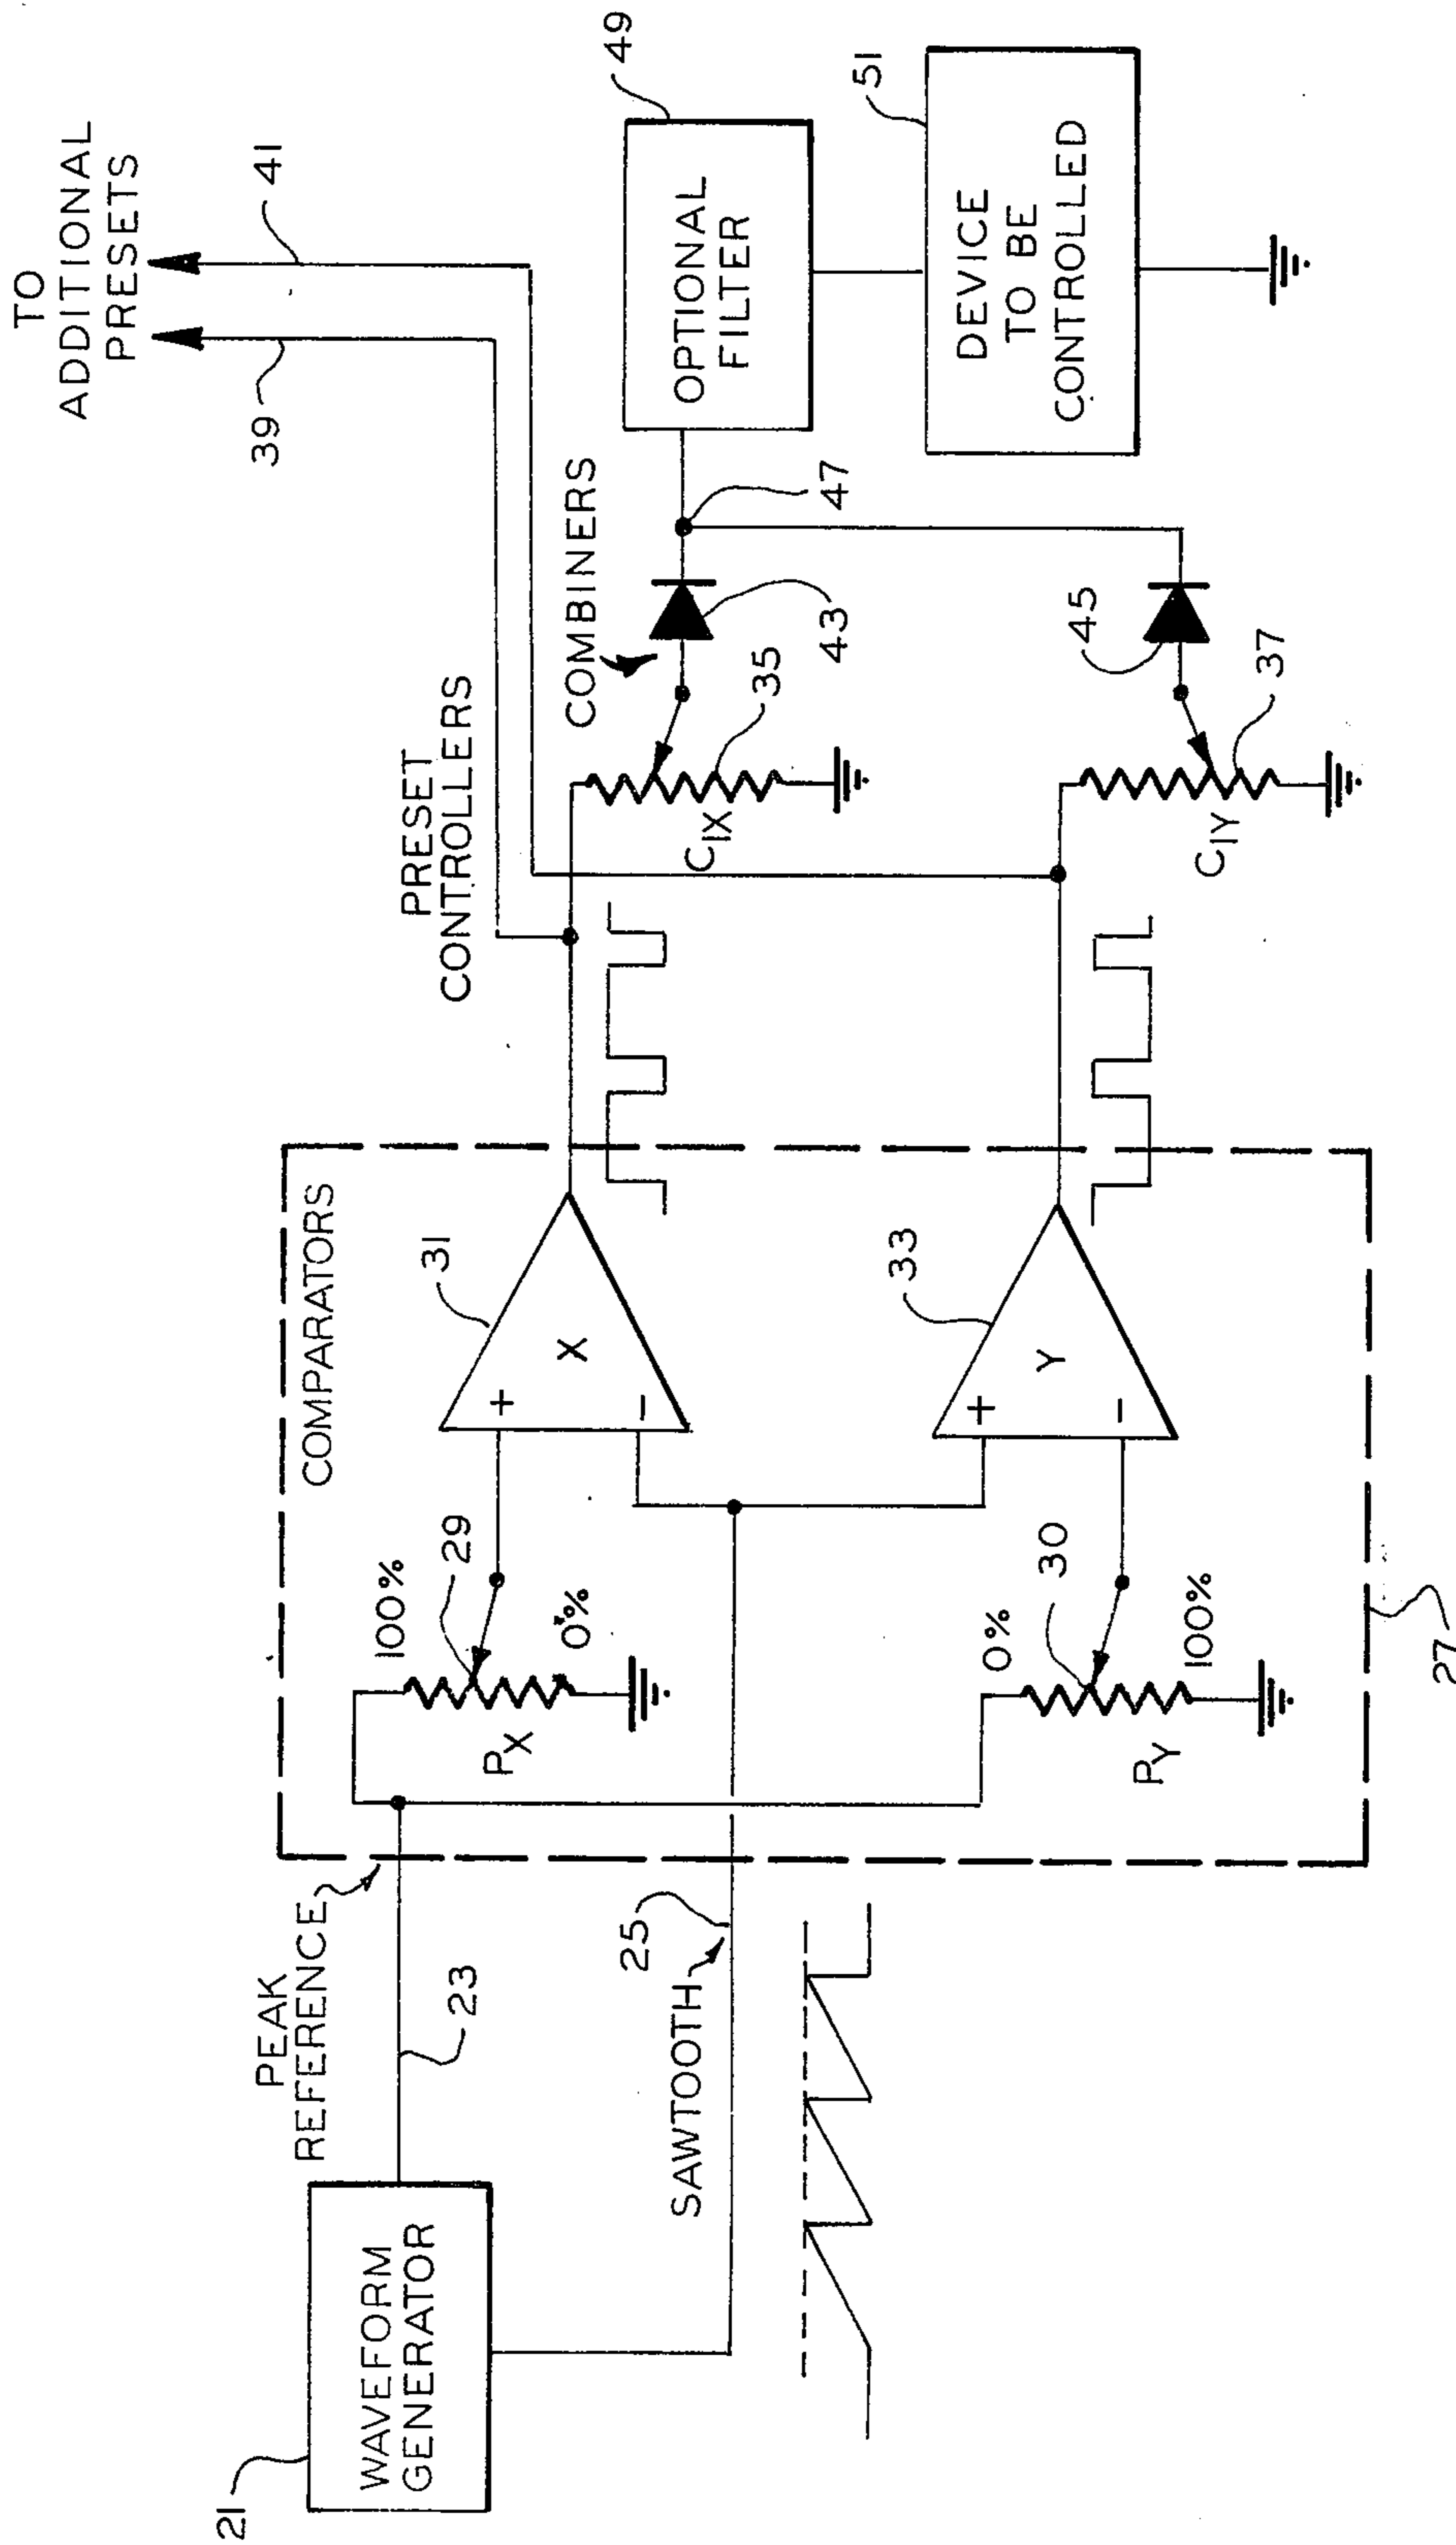 21
WAVEFORM
GENERATOR
PEAK
REFERENCE
23
SAWTOOTH
25
27
COMPARATORS
100%
29
0%
PX
0%
30
100%
PY
+
X
-
31
+
Y
-
33
PRESET
CONTROLLERS
39
41
TO
ADDITIONAL
PRESETS
C1X
35
C1Y
37
COMBINERS
43
45
47
OPTIONAL
FILTER
49
DEVICE
TO BE
CONTROLLED
51